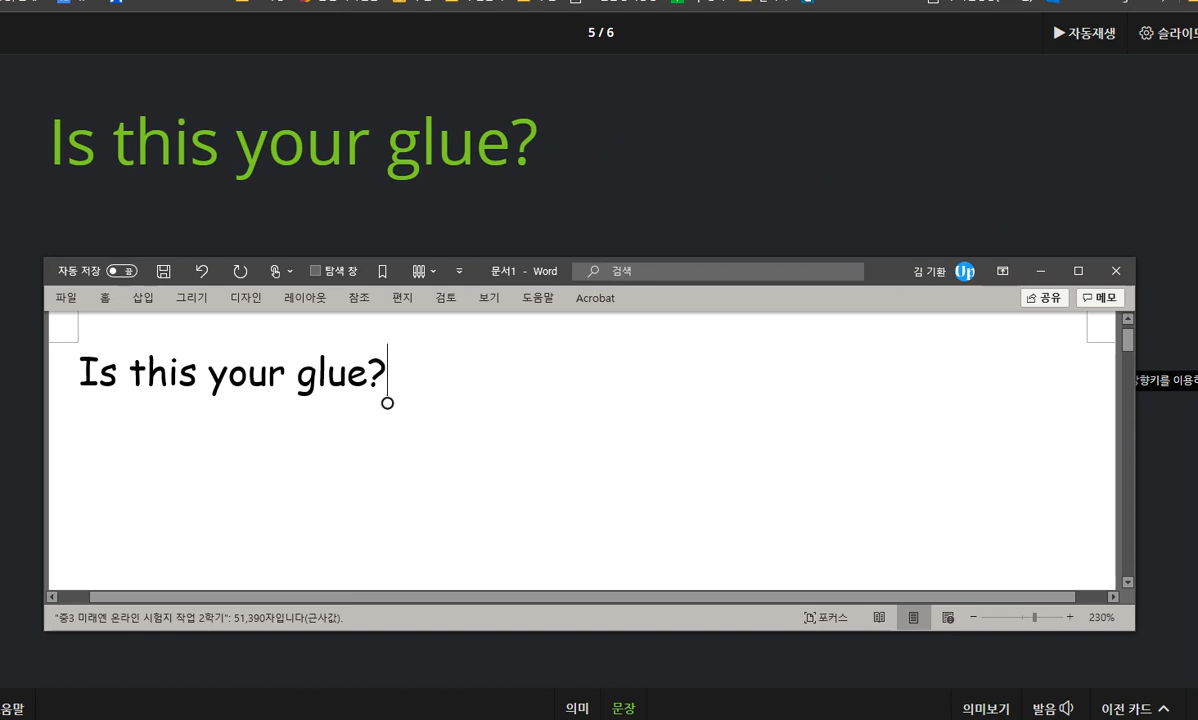 5 / 6
▶자동재생
Is this your glue?
자동 저장
끔
탐색 창
문서1 - Word
검색
김 기환
Up
파일 홈 삽입 그리기 디자인 레이아웃 참조 편지 검토 보기 도움말 Acrobat
공유
메모
Is this your glue?
"중3 미래엔 온라인 시험지 작업 2학기": 51,390자입니다(근사값).
포커스
230%
의미
문장
의미보기
발음
이전 카드